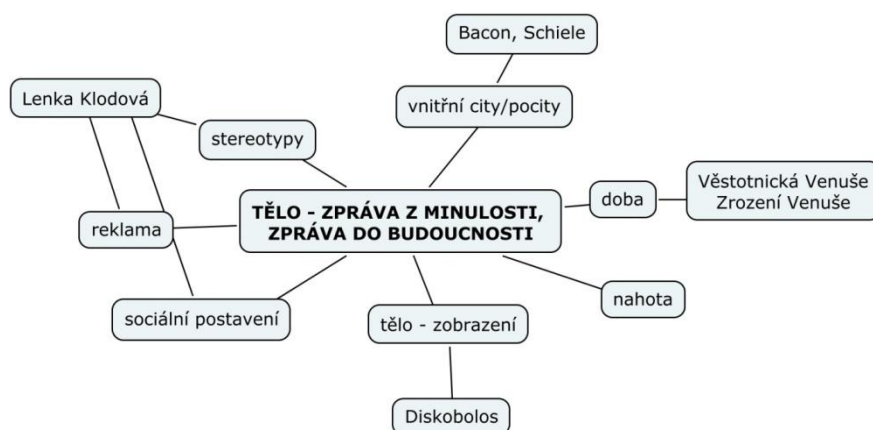 Bacon, Schiele
Lenka Klodová
vnitřní city/pocity
stereotypy
Věstotnická Venuše
Zrození Venuše
doba
TĚLO - ZPRÁVA Z MINULOSTI,
ZPRÁVA DO BUDOUCNOSTI
reklama
nahota
sociální postavení
tělo - zobrazení
Diskobolos